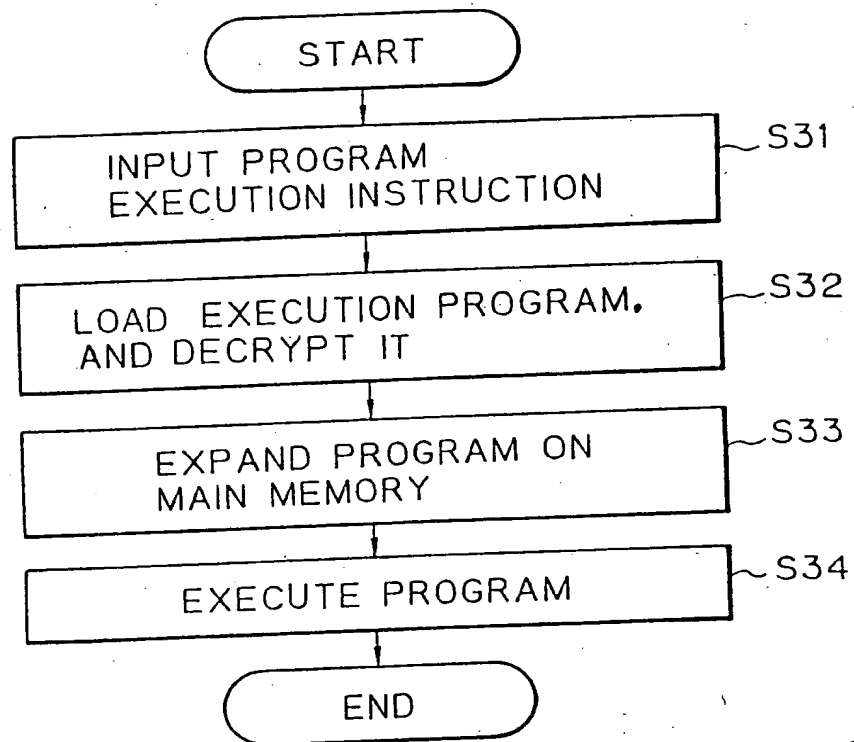 START
INPUT PROGRAM
EXECUTION INSTRUCTION
S31
LOAD EXECUTION PROGRAM.
AND DECRYPT IT
S32
EXPAND PROGRAM ON
MAIN MEMORY
S33
EXECUTE PROGRAM
S34
END